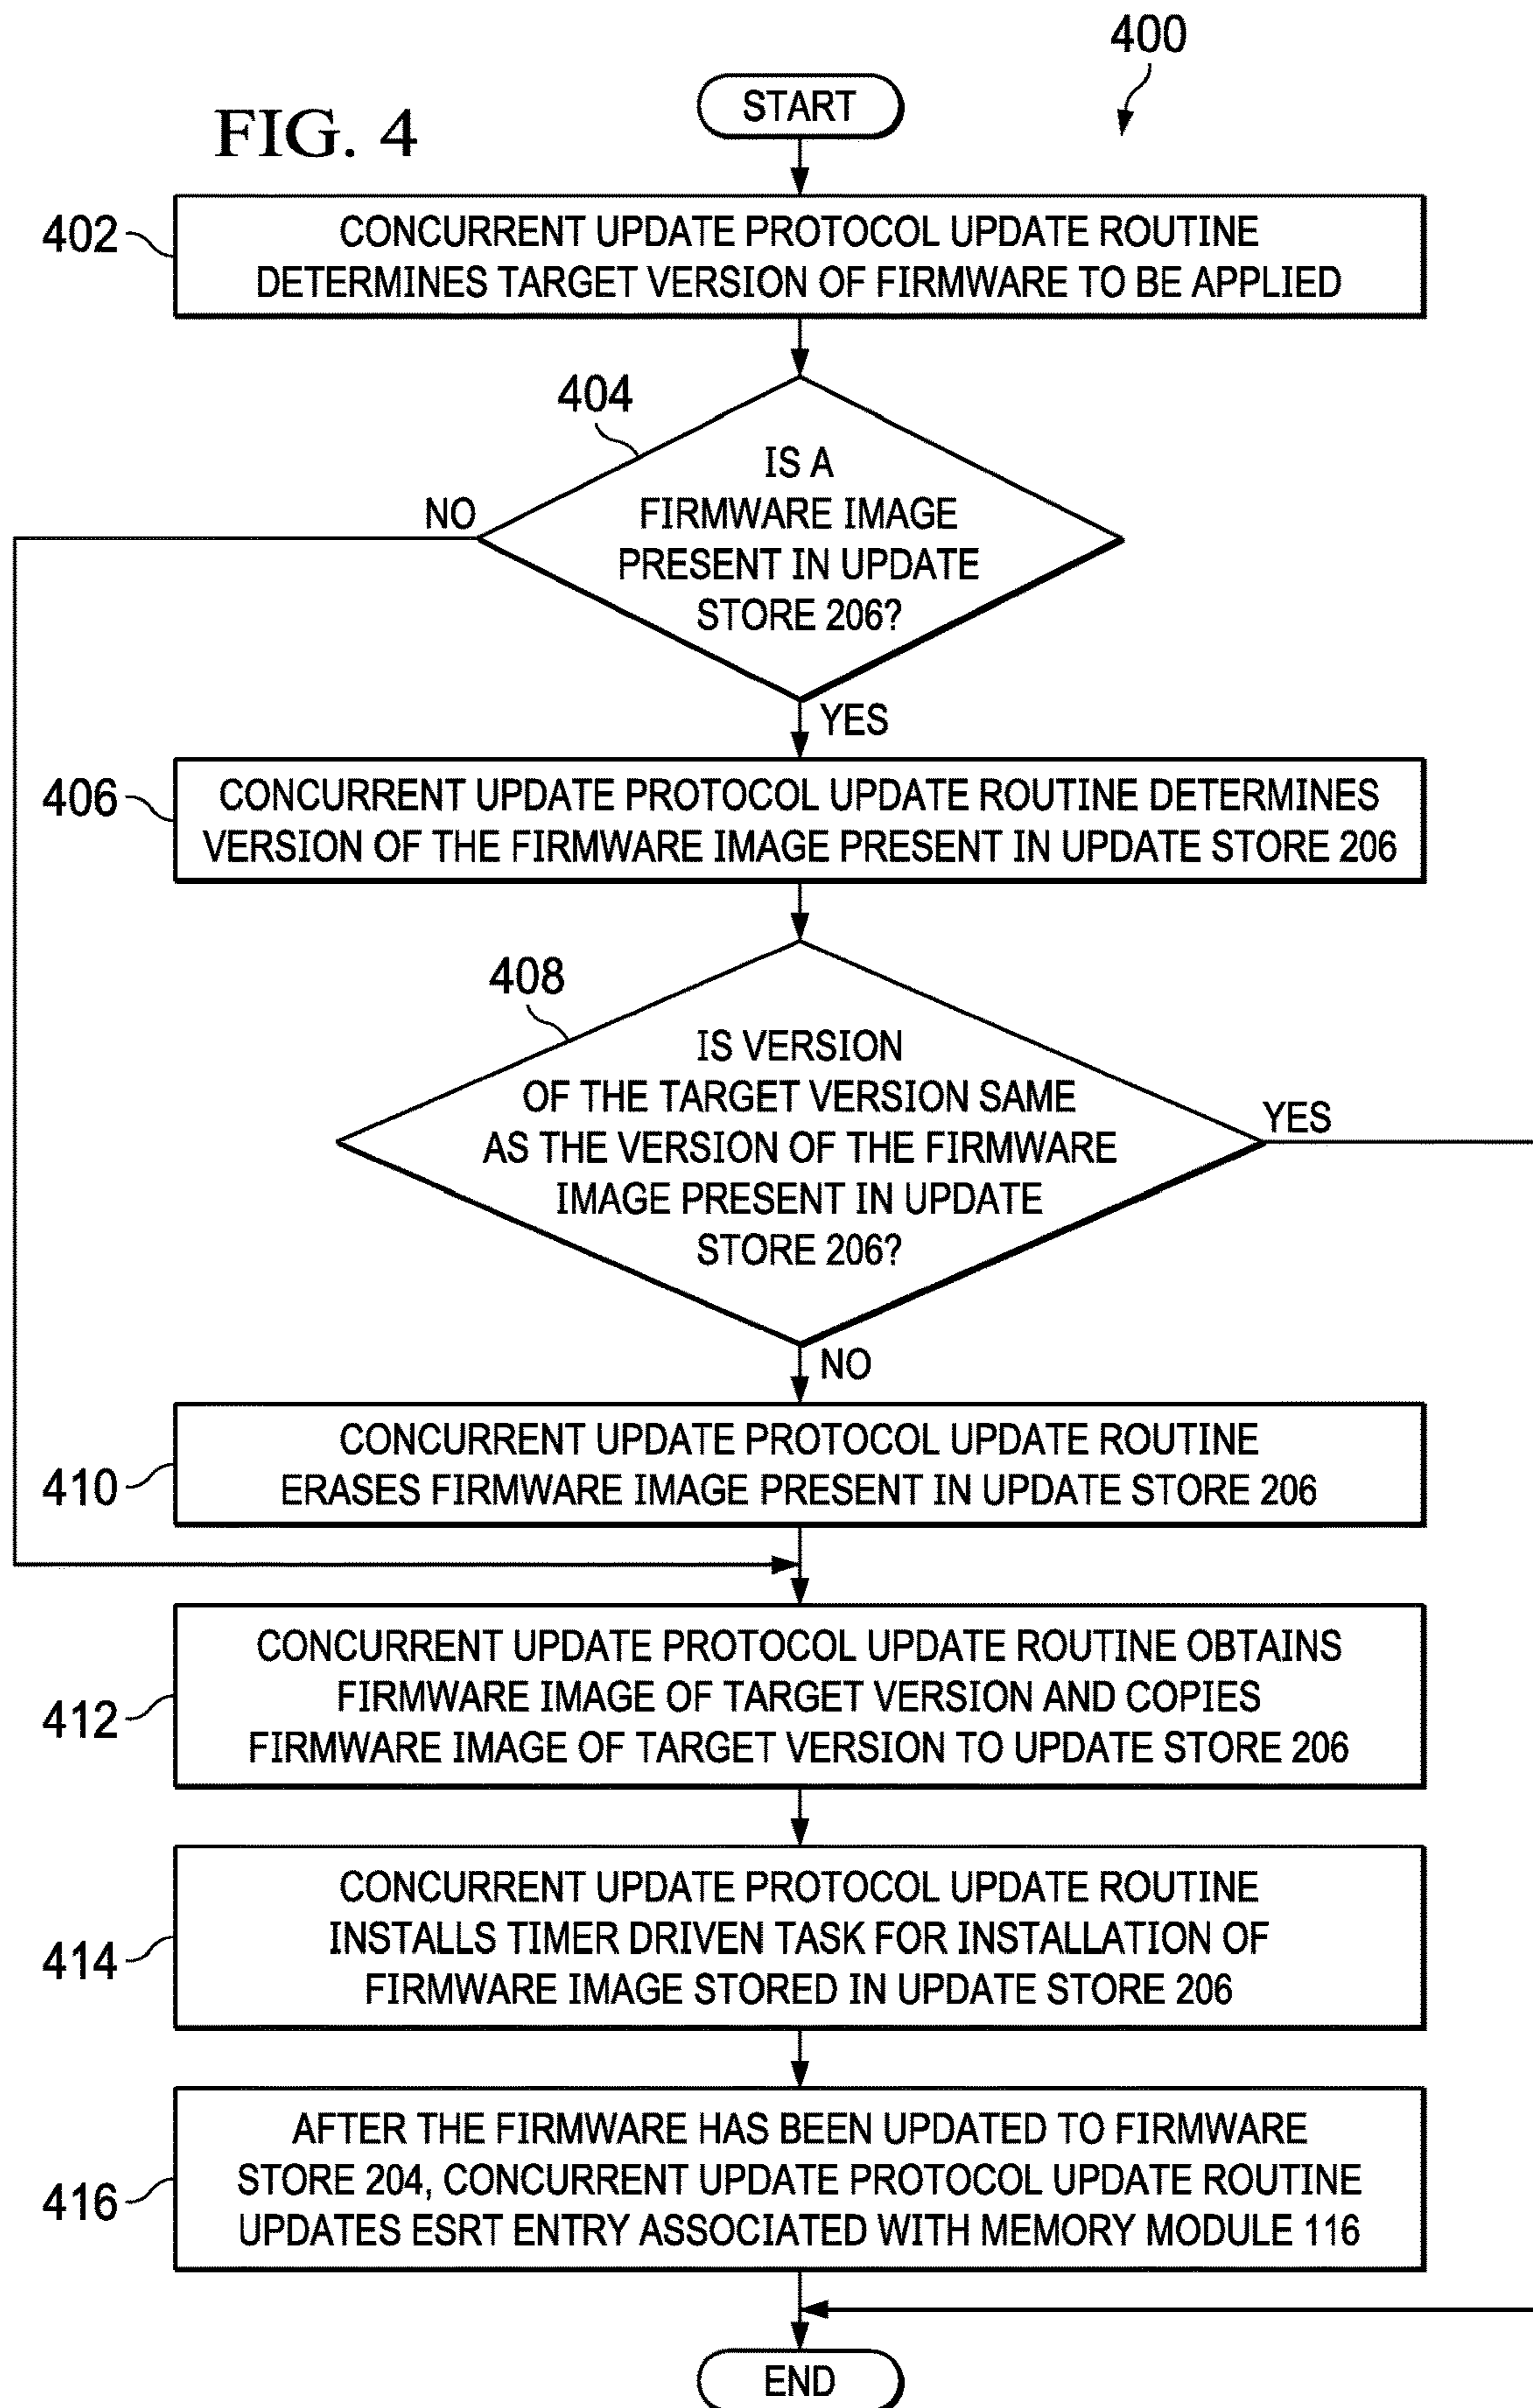 400
FIG. 4
START
402
CONCURRENT UPDATE PROTOCOL UPDATE ROUTINE
DETERMINES TARGET VERSION OF FIRMWARE TO BE APPLIED
404
IS A
FIRMWARE IMAGE
PRESENT IN UPDATE
STORE 206?
NO
YES
406
CONCURRENT UPDATE PROTOCOL UPDATE ROUTINE DETERMINES
VERSION OF THE FIRMWARE IMAGE PRESENT IN UPDATE STORE 206
408
IS VERSION
OF THE TARGET VERSION SAME
AS THE VERSION OF THE FIRMWARE
IMAGE PRESENT IN UPDATE
STORE 206?
YES
NO
410
CONCURRENT UPDATE PROTOCOL UPDATE ROUTINE
ERASES FIRMWARE IMAGE PRESENT IN UPDATE STORE 206
412
CONCURRENT UPDATE PROTOCOL UPDATE ROUTINE OBTAINS
FIRMWARE IMAGE OF TARGET VERSION AND COPIES
FIRMWARE IMAGE OF TARGET VERSION TO UPDATE STORE 206
414
CONCURRENT UPDATE PROTOCOL UPDATE ROUTINE
INSTALLS TIMER DRIVEN TASK FOR INSTALLATION OF
FIRMWARE IMAGE STORED IN UPDATE STORE 206
416
AFTER THE FIRMWARE HAS BEEN UPDATED TO FIRMWARE
STORE 204, CONCURRENT UPDATE PROTOCOL UPDATE ROUTINE
UPDATES ESRT ENTRY ASSOCIATED WITH MEMORY MODULE 116
END